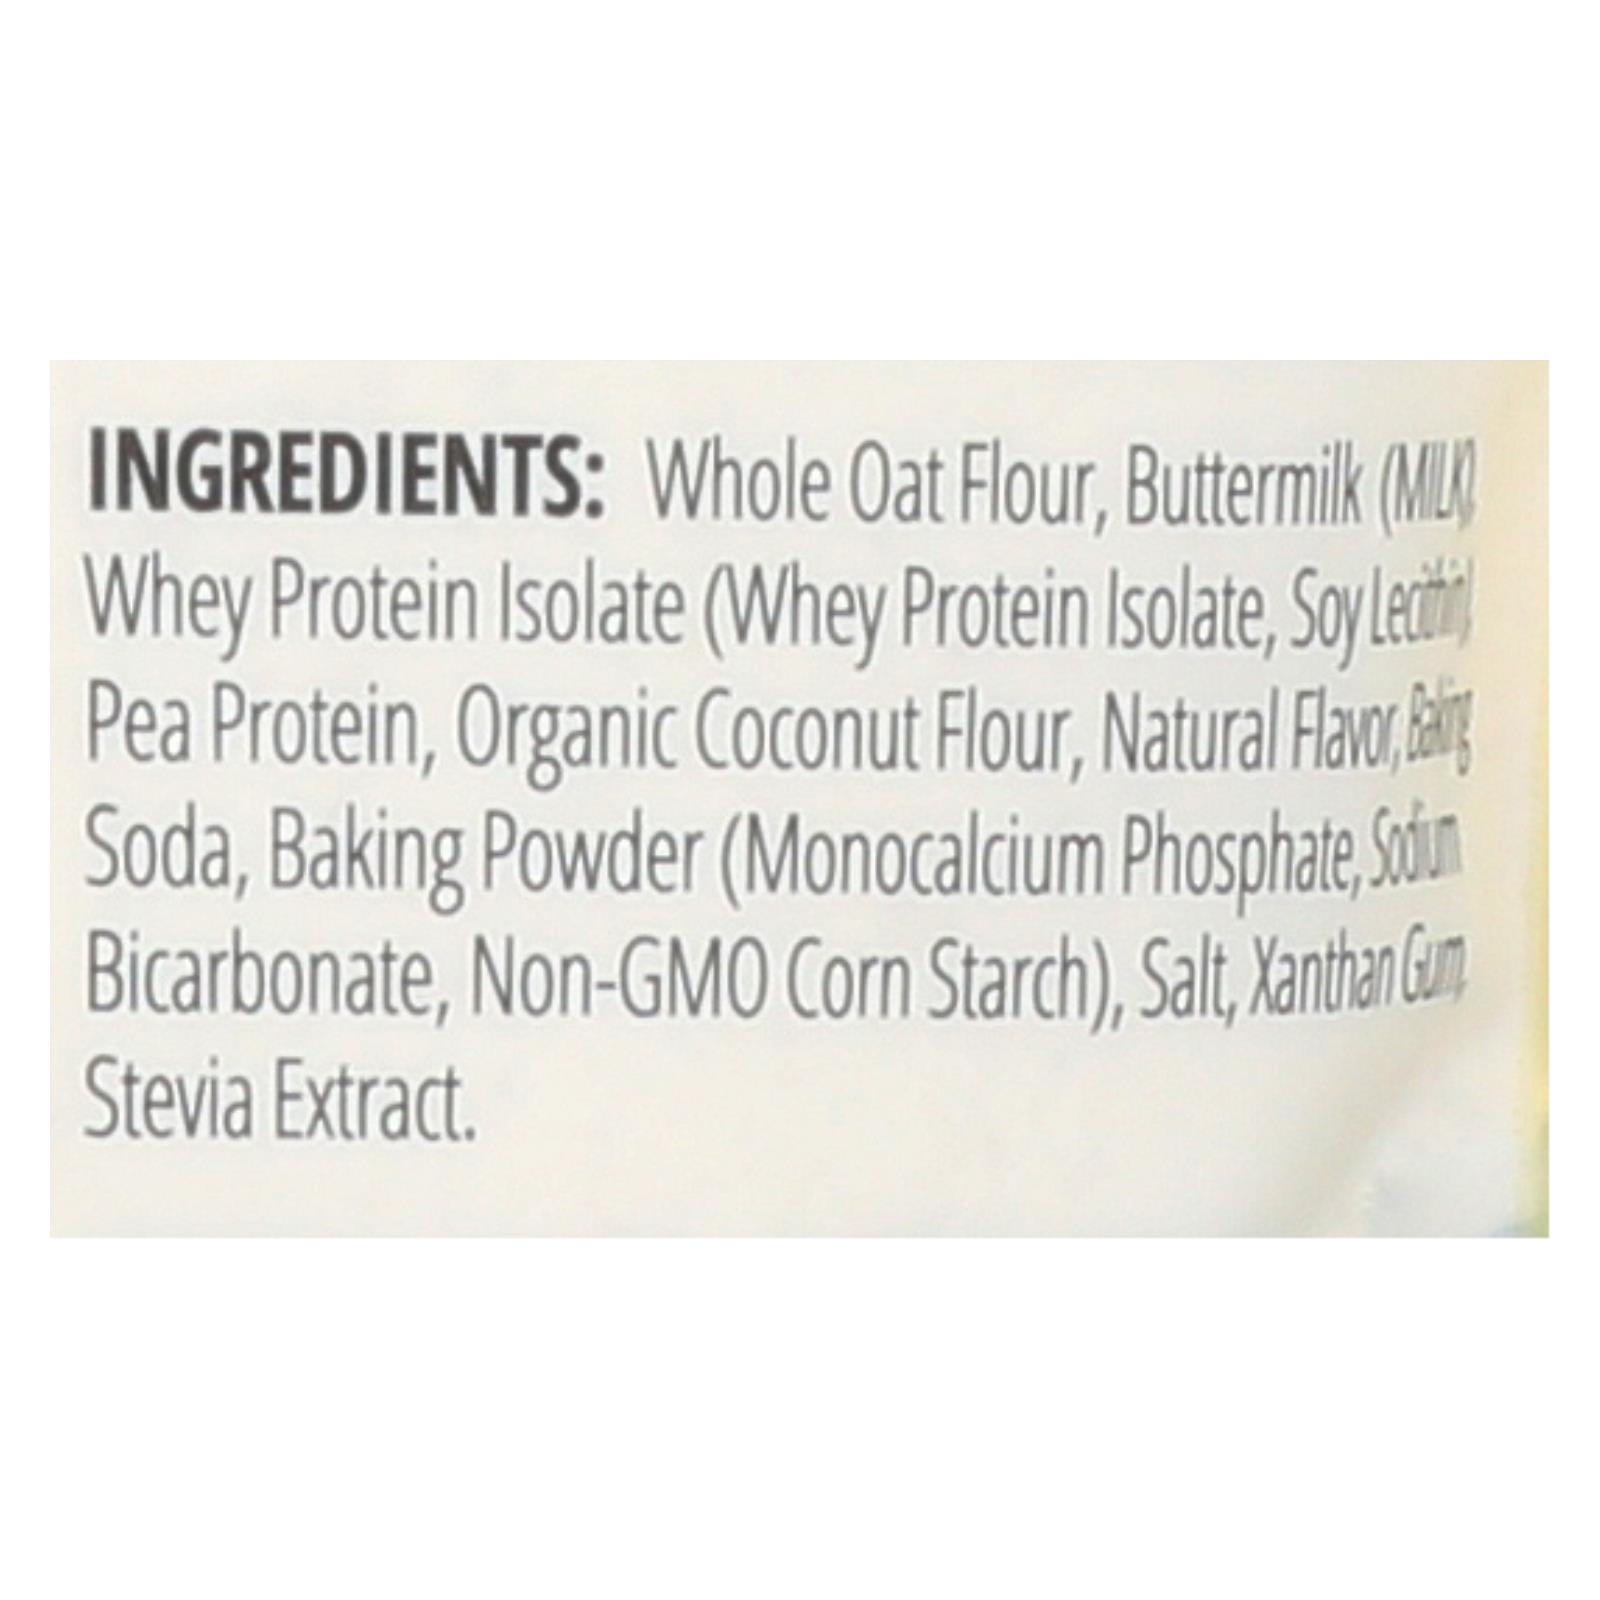 INGREDIENTS: Whole Oat Flour, Buttermilk (MILK),
Whey Protein Isolate (Whey Protein Isolate, Soy Lecithin),
Pea Protein, Organic Coconut Flour, Natural Flavor, Baking
Soda, Baking Powder (Monocalcium Phosphate, Sodium
Bicarbonate, Non-GMO Corn Starch), Salt, Xanthan Gum,
Stevia Extract.